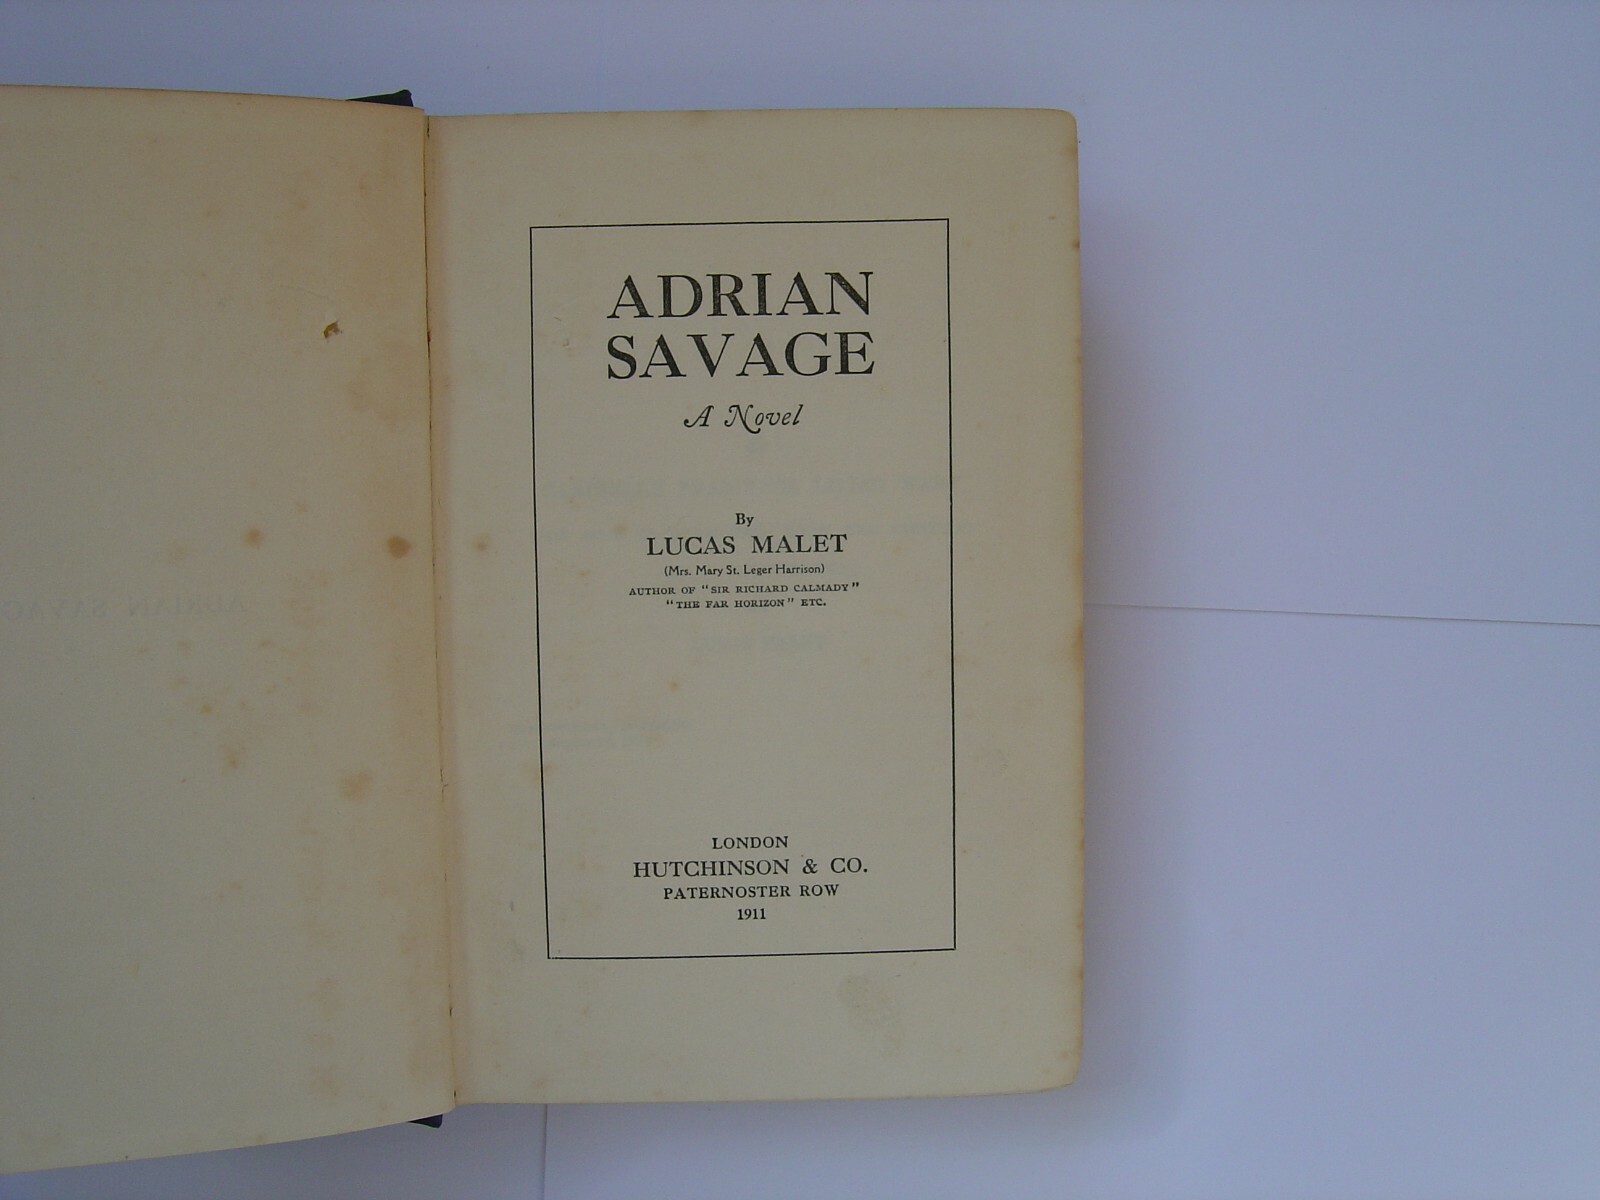 ADRIAN
SAVAGE
A Novel
By
LUCAS MALET
(Mrs. Mary St. Leger Harrison)
AUTHOR OF "SIR RICHARD CALMADY"
"THE FAR HORIZON" ETC.
LONDON
HUTCHINSON & CO.
PATERNOSTER ROW
1911